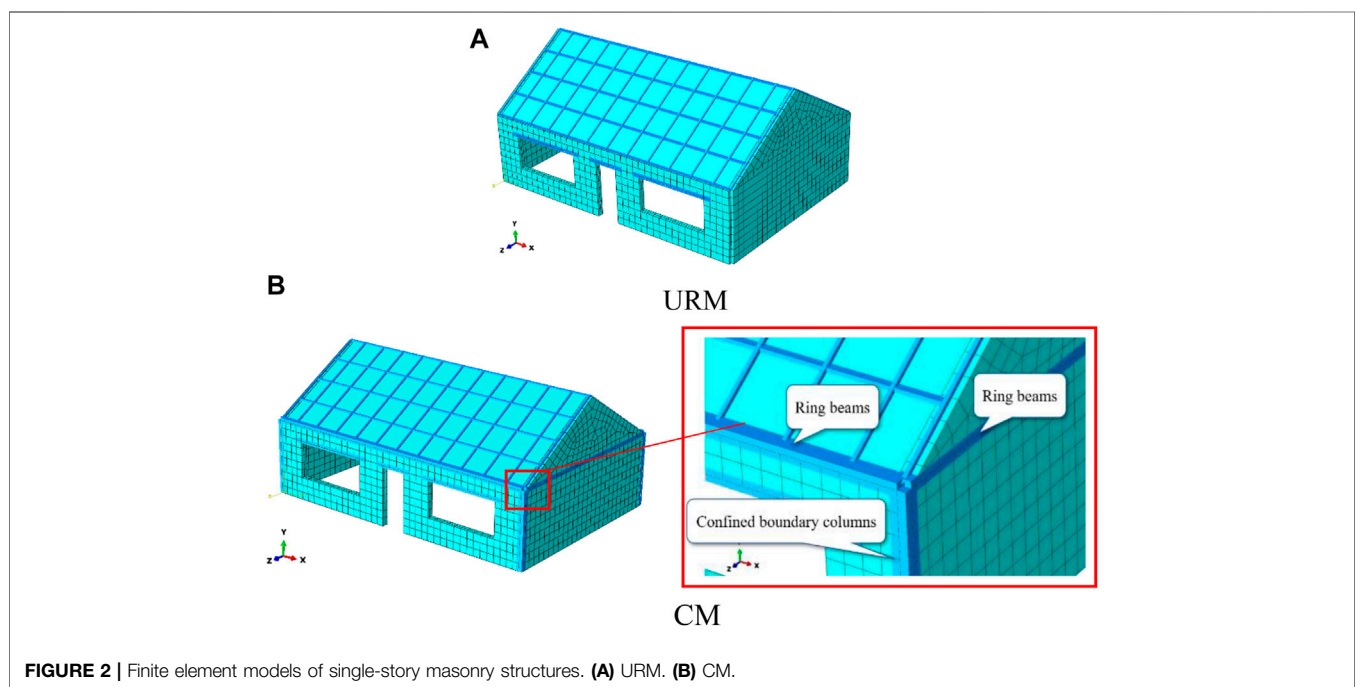 A
Y
Z
X
URM
B
Y
Z
X
Ring beams
Ring beams
Confined boundary columns
Z
X
CM
FIGURE 2 | Finite element models of single-story masonry structures. (A) URM. (B) CM.